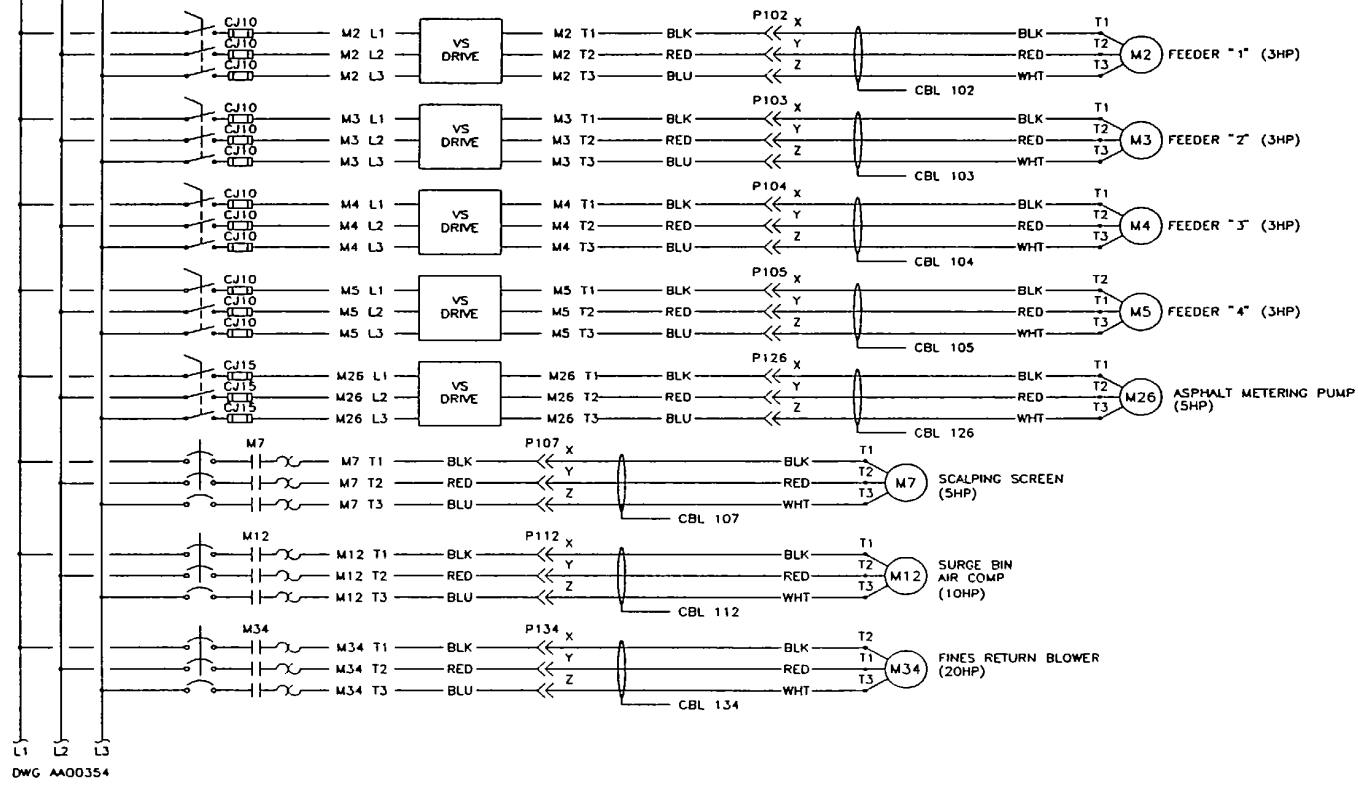 CJ10 P102 X T1
M2 L1 M2 T1 BLK BLK
CJ10 VS Y T2
M2 L2 DRIVE M2 T2 RED RED M2 FEEDER "1" (3HP)
CJ10 Z T3
M2 L3 M2 T3 BLU WHT
CBL 102
CJ10 P103 X T1
M3 L1 M3 T1 BLK BLK
CJ10 VS Y T2
M3 L2 DRIVE M3 T2 RED RED M3 FEEDER "2" (3HP)
CJ10 Z T3
M3 L3 M3 T3 BLU WHT
CBL 103
CJ10 P104 X T1
M4 L1 M4 T1 BLK BLK
CJ10 VS Y T2
M4 L2 DRIVE M4 T2 RED RED M4 FEEDER "3" (3HP)
CJ10 Z T3
M4 L3 M4 T3 BLU WHT
CBL 104
CJ10 P105 X T2
M5 L1 M5 T1 BLK BLK
CJ10 VS Y T1
M5 L2 DRIVE M5 T2 RED RED M5 FEEDER "4" (3HP)
CJ10 Z T3
M5 L3 M5 T3 BLU WHT
CBL 105
CJ15 P126 X T1
M26 L1 M26 T1 BLK BLK
CJ15 VS Y T2
M26 L2 DRIVE M26 T2 RED RED M26 ASPHALT METERING PUMP
(5HP)
CJ15 Z T3
M26 L3 M26 T3 BLU WHT
CBL 126
M7 P107 X T1
M7 T1 BLK BLK
Y T2
M7 T2 RED RED M7 SCALPING SCREEN
(5HP)
Z T3
M7 T3 BLU WHT
CBL 107
M12 P112 X T1
M12 T1 BLK BLK
Y T2 SURGE BIN
M12 T2 RED RED M12 AIR COMP
Z T3 (10HP)
M12 T3 BLU WHT
CBL 112
M34 P134 X T2
M34 T1 BLK BLK
Y T1 FINES RETURN BLOWER
M34 T2 RED RED M34 (20HP)
Z T3
M34 T3 BLU WHT
CBL 134
L1 L2 L3
DWG AA00354